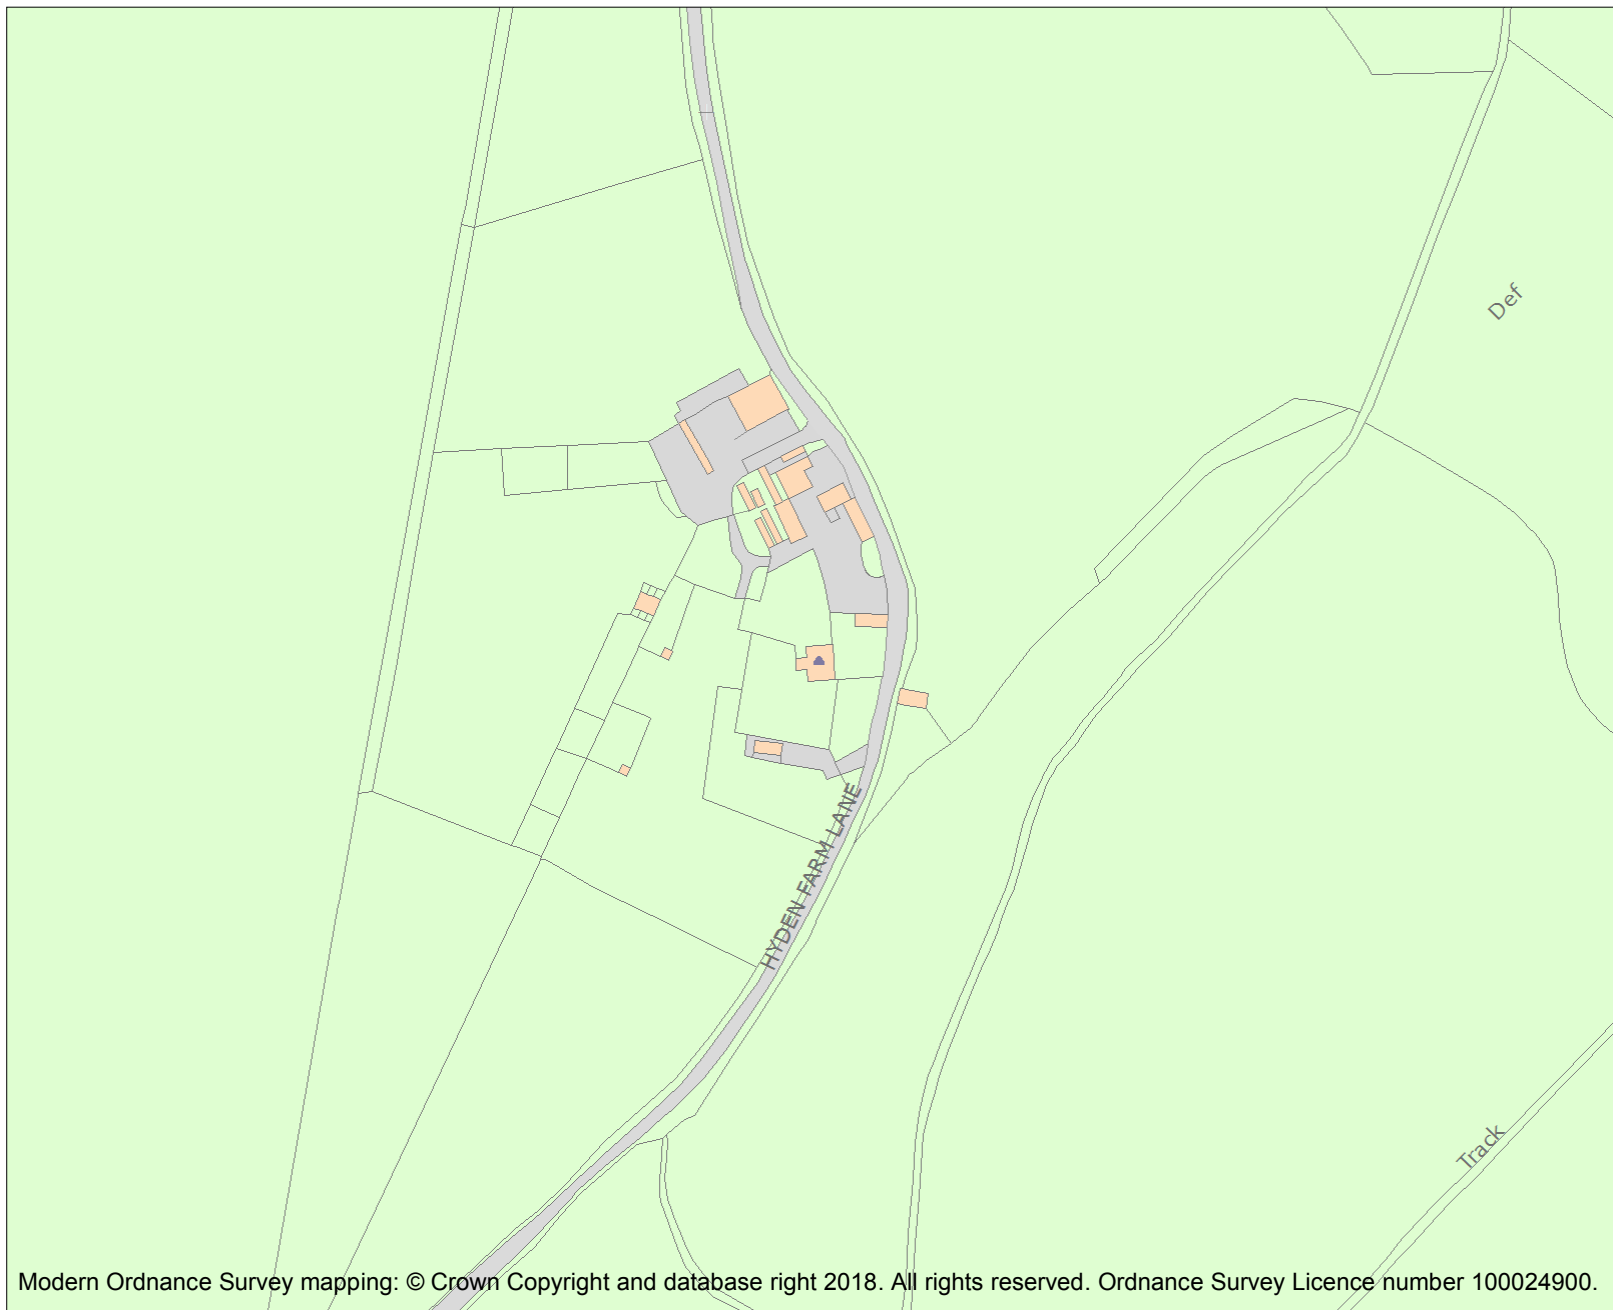 Def
HYDEN FARM LANE
Track
Modern Ordnance Survey mapping: © Crown Copyright and database right 2018. All rights reserved. Ordnance Survey Licence number 100024900.